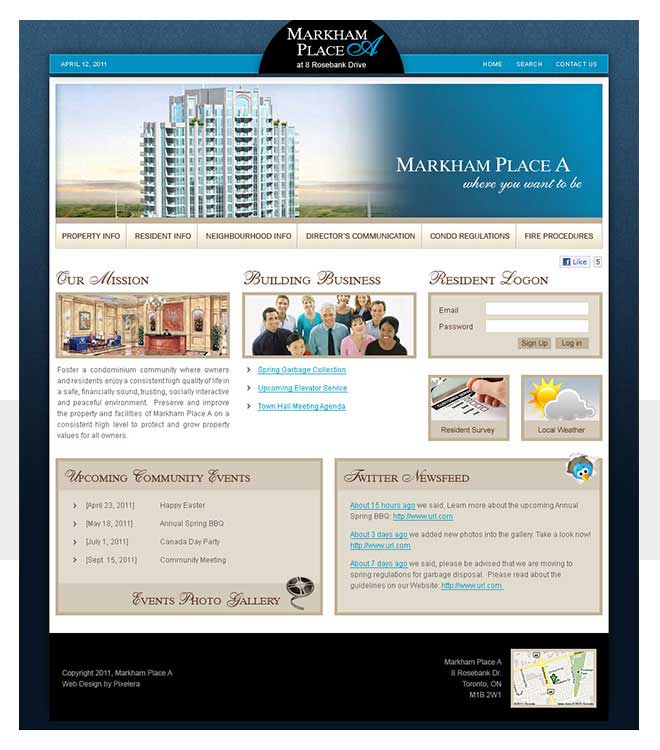 MARKHAM
PLACE A
at 8 Rosebank Drive
APRIL 12, 2011
HOME SEARCH CONTACT US
MARKHAM PLACE A
where you want to be
PROPERTY INFO RESIDENT INFO NEIGHBOURHOOD INFO DIRECTOR'S COMMUNICATION CONDO REGULATIONS FIRE PROCEDURES
Like 5
OUR MISSION
Foster a condominium community where owners
and residents enjoy a consistent high quality of life in
a safe, financially sound, trusting, socially interactive
and peaceful environment. Preserve and improve
the property and facilities of Markham Place A on a
consistent high level to protect and grow property
values for all owners.
BUILDING BUSINESS
Spring Garbage Collection
Upcoming Elevator Service
Town Hall Meeting Agenda
RESIDENT LOGON
Email
Password
Sign Up Log in
Resident Survey
Local Weather
UPCOMING COMMUNITY EVENTS
[April 23, 2011] Happy Easter
[May 18, 2011] Annual Spring BBQ
[July 1, 2011] Canada Day Party
[Sept. 15, 2011] Community Meeting
EVENTS PHOTO GALLERY
TWITTER NEWSFEED
About 15 hours ago we said, Learn more about the upcoming Annual
Spring BBQ: http://www.url.com
About 3 days ago we added new photos into the gallery. Take a look now!
http://www.url.com
About 7 days ago we said, please be advised that we are moving to
spring regulations for garbage disposal. Please read about the
guidelines on our Website: http://www.url.com
Copyright 2011, Markham Place A
Web Design by Pixelera
Markham Place A
8 Rosebank Dr.
Toronto, ON
M1B 2W1